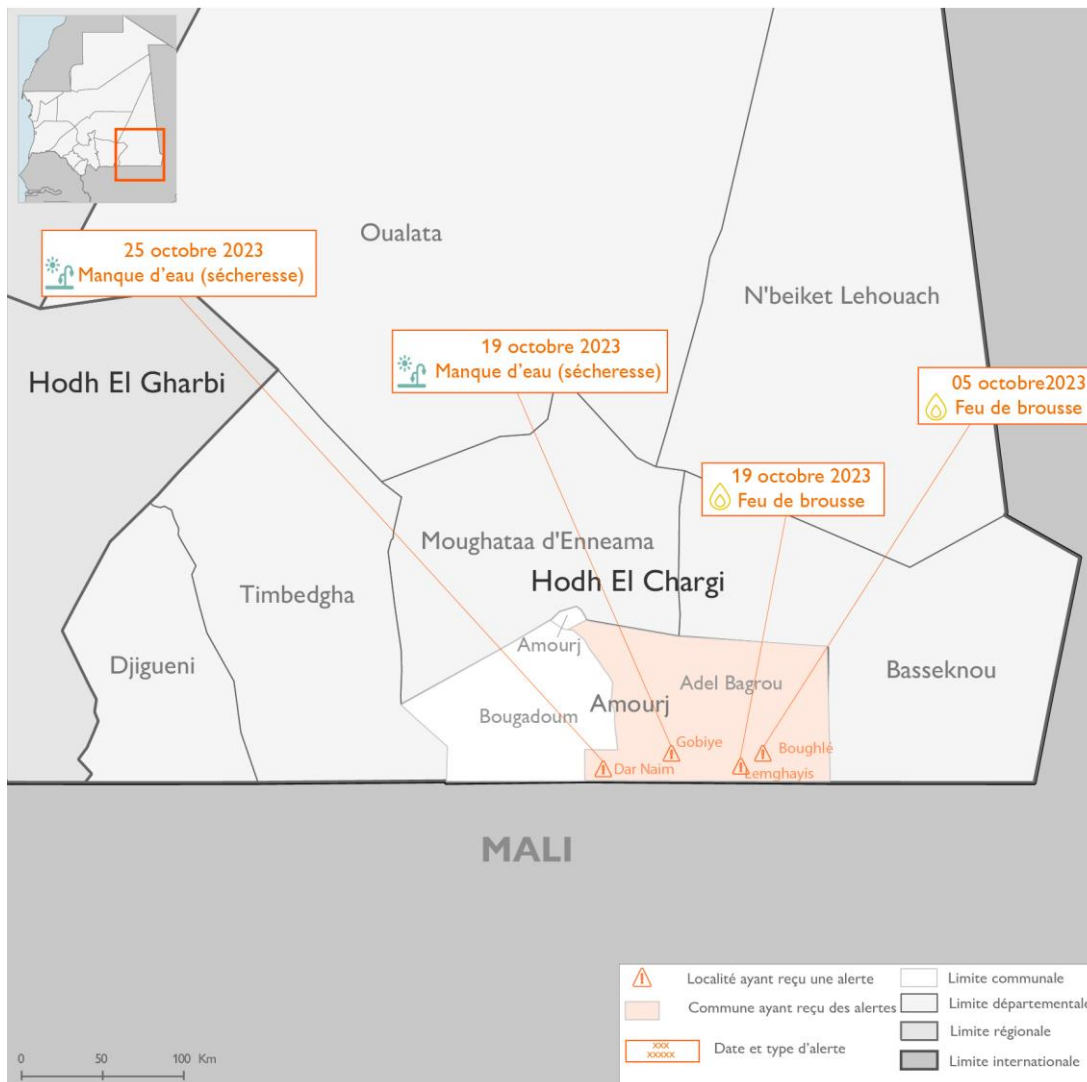 Oualata
25 octobre 2023
Manque d'eau (sécheresse)
N'beiket Lehouach
19 octobre 2023
Manque d'eau (sécheresse)
Hodh El Gharbi
05 octobre2023
Feu de brousse
19 octobre 2023
Feu de brousse
Moughataa d'Enneama
Hodh El Chargi
Timbedgha
Amourj
Djigueni
Adel Bagrou
Basseknou
Amourj
Bougadoum
Gobiye
Boughlé
Dar Naim
Lemghayis
MALI
Localité ayant reçu une alerte
Commune ayant reçu des alertes
XXX
XXXXX
Date et type d'alerte
Limite communale
Limite départementale
Limite régionale
Limite internationale
0 50 100 Km